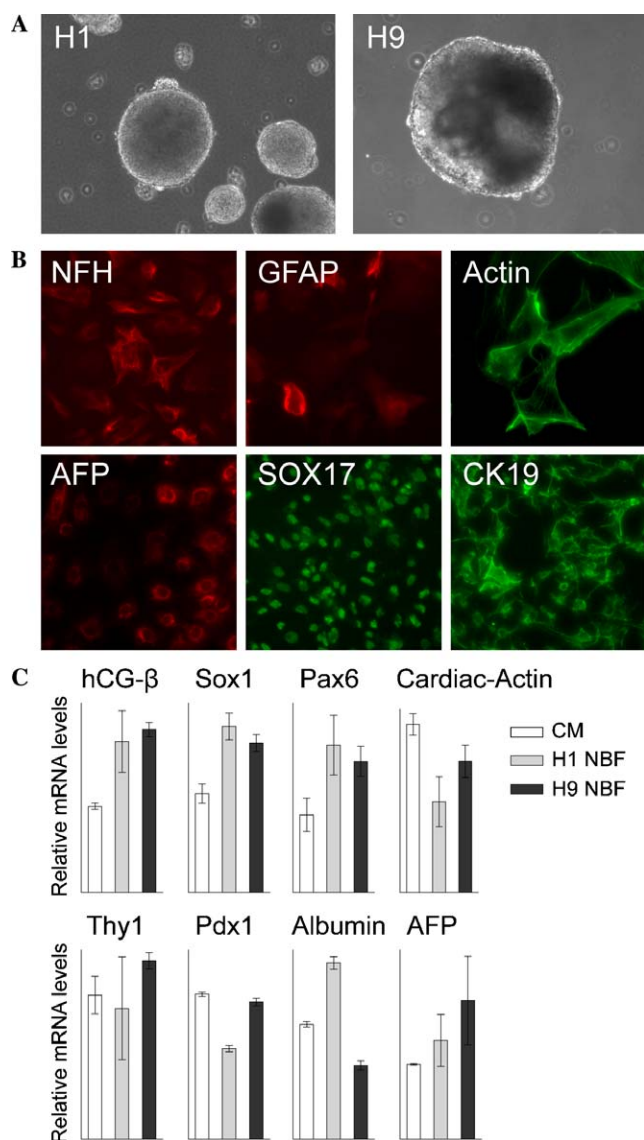 A
H1
H9
B
NFH
GFAP
Actin
AFP
SOX17
CK19
C
hCG-β
Sox1
Pax6
Cardiac-Actin
Relative mRNA levels
CM
H1 NBF
H9 NBF
Thy1
Pdx1
Albumin
AFP
Relative mRNA levels